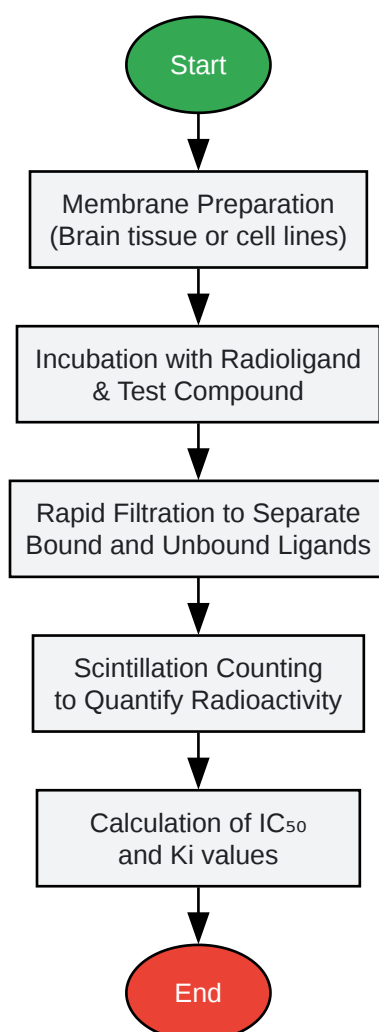 Start
Membrane Preparation
(Brain tissue or cell lines)
Incubation with Radioligand
& Test Compound
Rapid Filtration to Separate
Bound and Unbound Ligands
Scintillation Counting
to Quantify Radioactivity
Calculation of IC₅₀
and Ki values
End